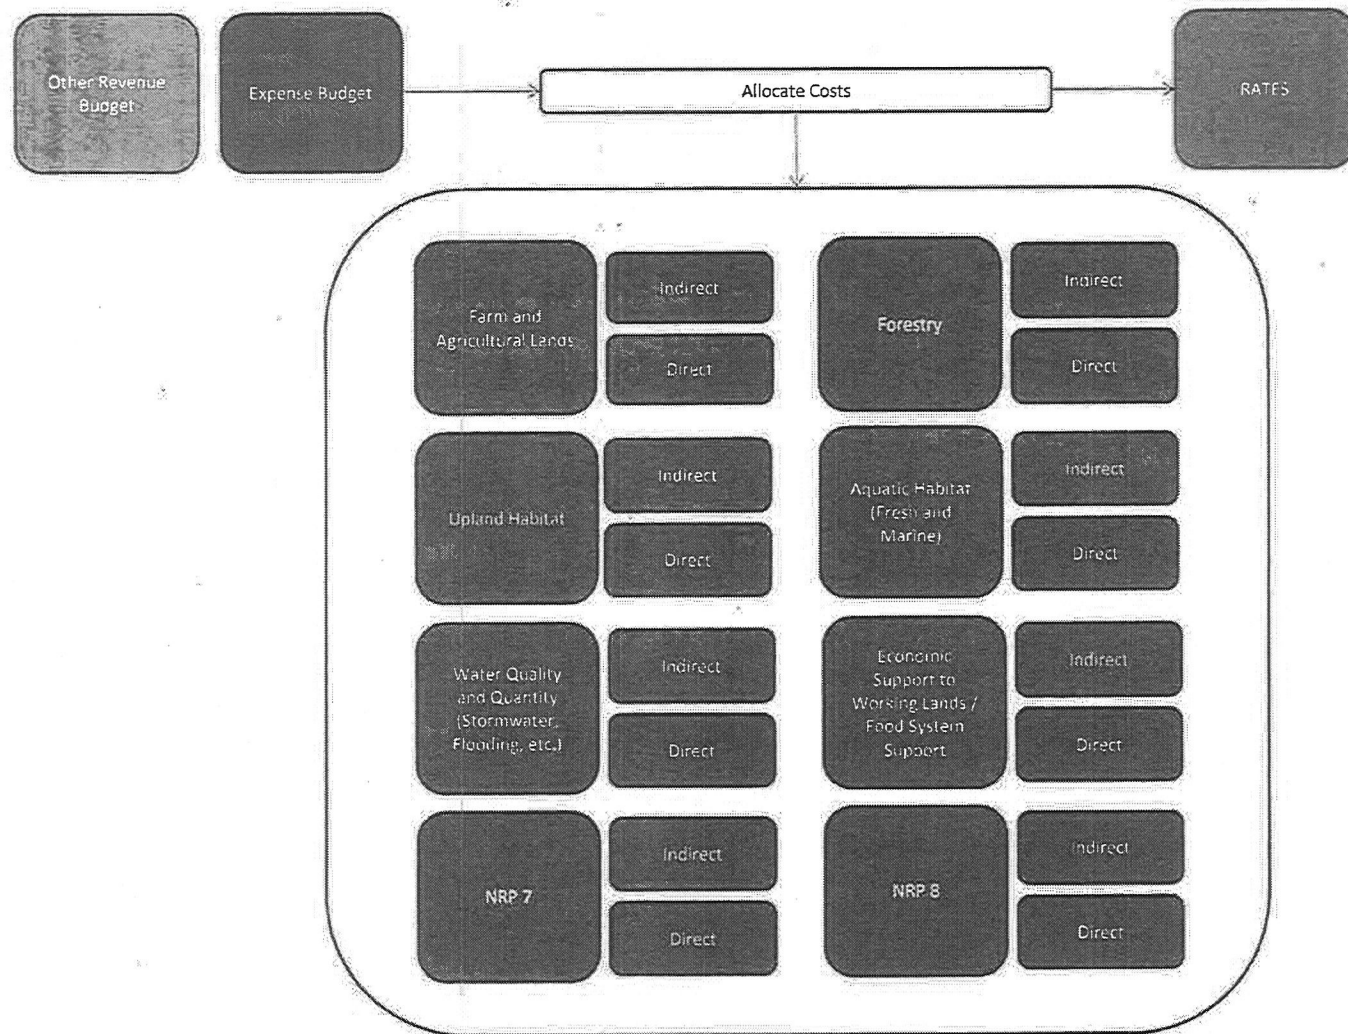 Other Revenue
Budget
Expense Budget
Allocate Costs
RATES
Farm and
Agricultural Lands
Indirect
Direct
Forestry
Indirect
Direct
Upland Habitat
Indirect
Direct
Aquatic Habitat
(Fresh and
Marine)
Indirect
Direct
Water Quality
and Quantity
(Stormwater,
Flooding, etc.)
Indirect
Direct
Economic
Support to
Working Lands /
Food System
Support
Indirect
Direct
NRP 7
Indirect
Direct
NRP 8
Indirect
Direct